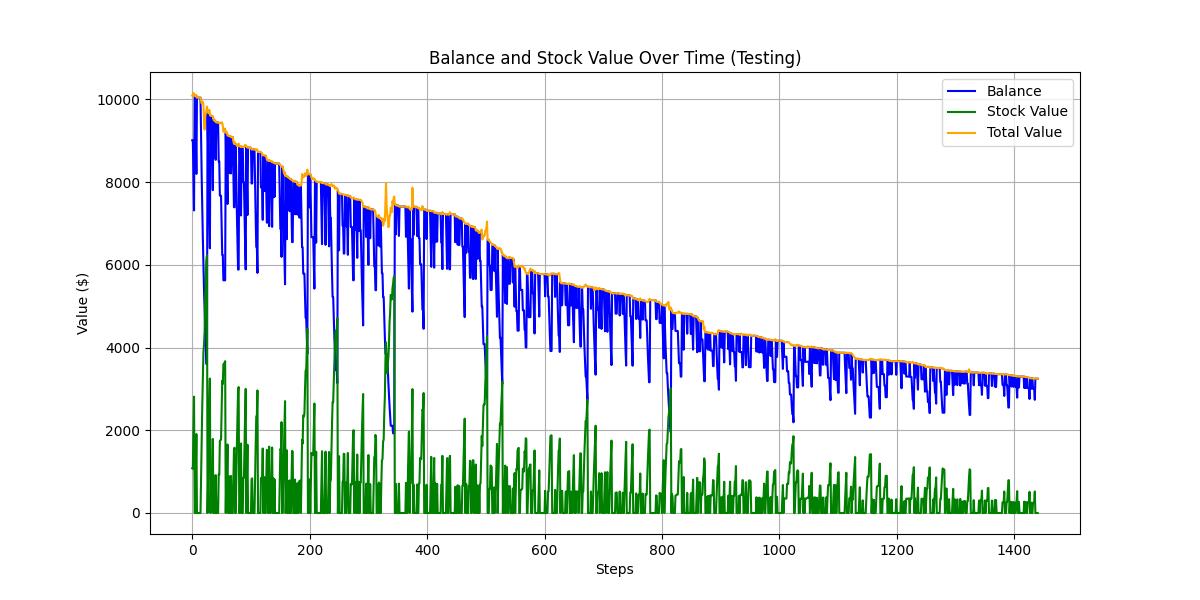 Balance and Stock Value Over Time (Testing)
Balance
Stock Value
Total Value
Value ($)
10000
8000
6000
4000
2000
0
0 200 400 600 800 1000 1200 1400
Steps